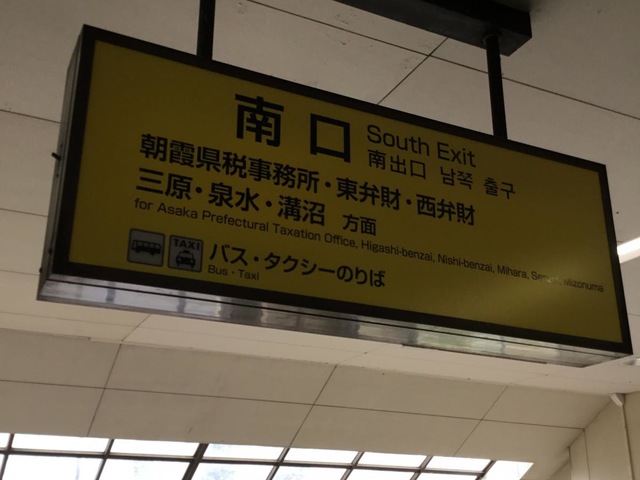 南口 South Exit
南出口 남쪽 출구
朝霞県税事務所・東弁財・西弁財
三原・泉水・溝沼 方面
for Asaka Prefectural Taxation Office, Higashi-benzai, Nishi-benzai, Mihara, Sensui, Mizonuma
TAXI
バス・タクシーのりば
Bus・Taxi